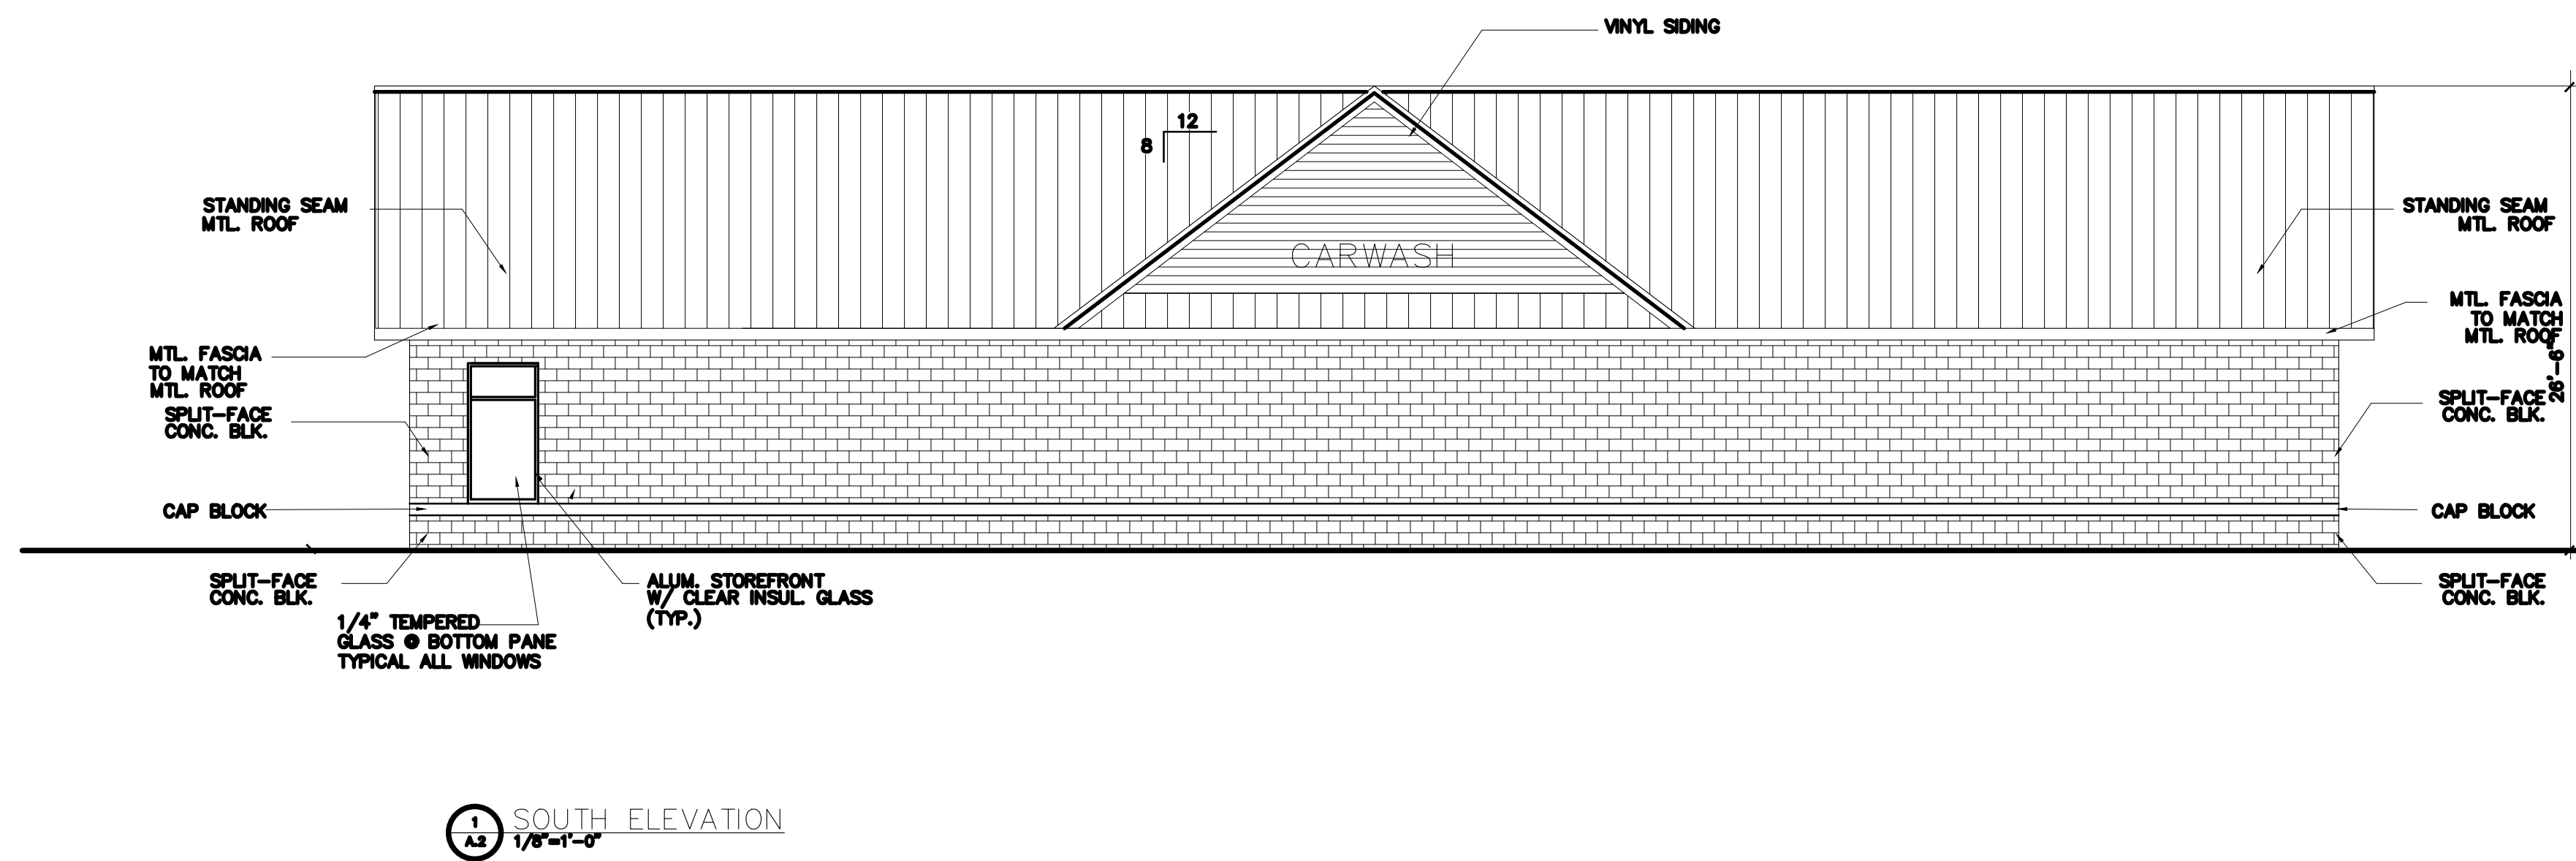 VINYL SIDING
12
8
STANDING SEAM
MTL. ROOF
STANDING SEAM
MTL. ROOF
CARWASH
MTL. FASCIA
TO MATCH
MTL. ROOF
MTL. FASCIA
TO MATCH
MTL. ROOF
26'-6"
SPLIT-FACE
CONC. BLK.
SPLIT-FACE
CONC. BLK.
CAP BLOCK
CAP BLOCK
SPLIT-FACE
CONC. BLK.
ALUM. STOREFRONT
W/ CLEAR INSUL. GLASS
(TYP.)
SPLIT-FACE
CONC. BLK.
1/4" TEMPERED
GLASS @ BOTTOM PANE
TYPICAL ALL WINDOWS
1
A.2
SOUTH ELEVATION
1/8"=1'-0"